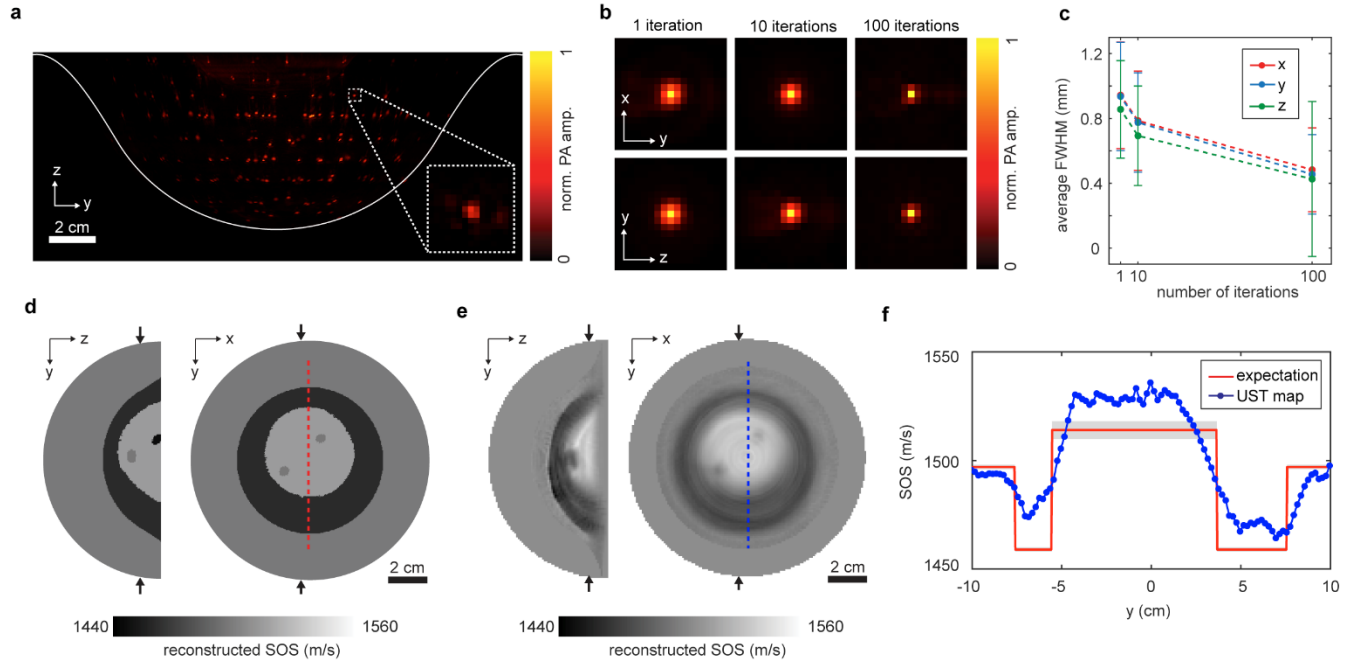 a
z
y
2 cm
norm. PA amp.
0
1
b
1 iteration
10 iterations
100 iterations
x
y
y
z
norm. PA amp.
0
1
c
average FWHM (mm)
1.2
0.8
0.4
0
x
y
z
1 10
100
number of iterations
d
z
y
x
y
2 cm
1440
1560
reconstructed SOS (m/s)
e
z
y
x
y
2 cm
1440
1560
reconstructed SOS (m/s)
f
SOS (m/s)
1550
1500
1450
expectation
UST map
-10
-5
0
5
10
y (cm)